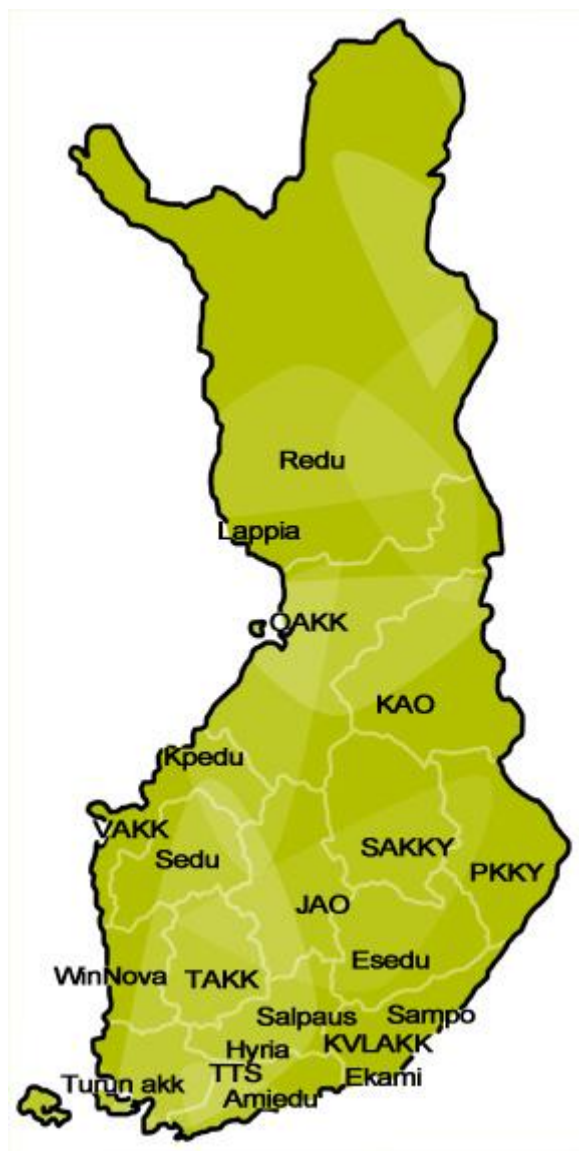 Redu
Lappia
OAKK
KAO
Kpedu
VAKK
SAKKY
Sedu
PKKY
JAO
Esedu
WinNova
TAKK
Salpaus
Sampo
KVLAKK
Hyria
TTS
Ekami
Turun akk
Amiedu